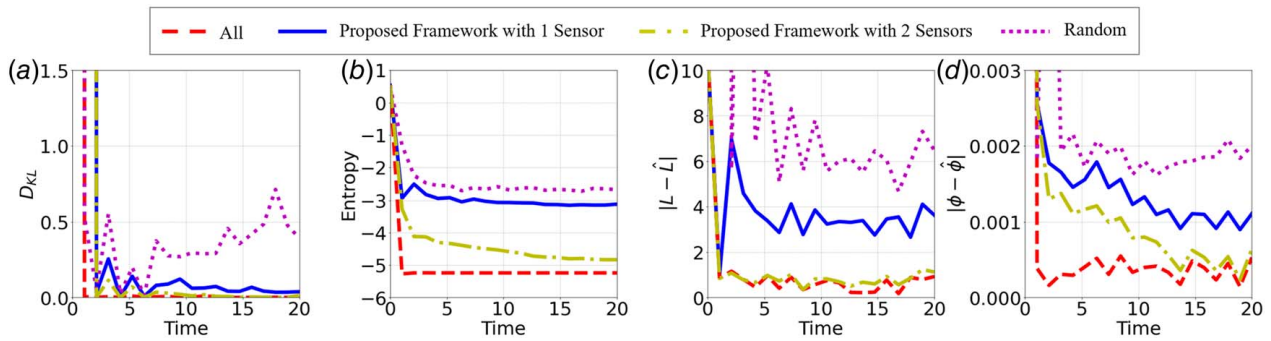 All Proposed Framework with 1 Sensor Proposed Framework with 2 Sensors Random
(a) 1.5 1.0 0.5 0.0
D_KL
0 5 10 15 20
Time
(b) 1 0 −1 −2 −3 −4 −5 −6
Entropy
0 5 10 15 20
Time
(c) 10 8 6 4 2 0
|L − L̂|
0 5 10 15 20
Time
(d) 0.003 0.002 0.001 0.000
|ϕ − ϕ̂|
0 5 10 15 20
Time